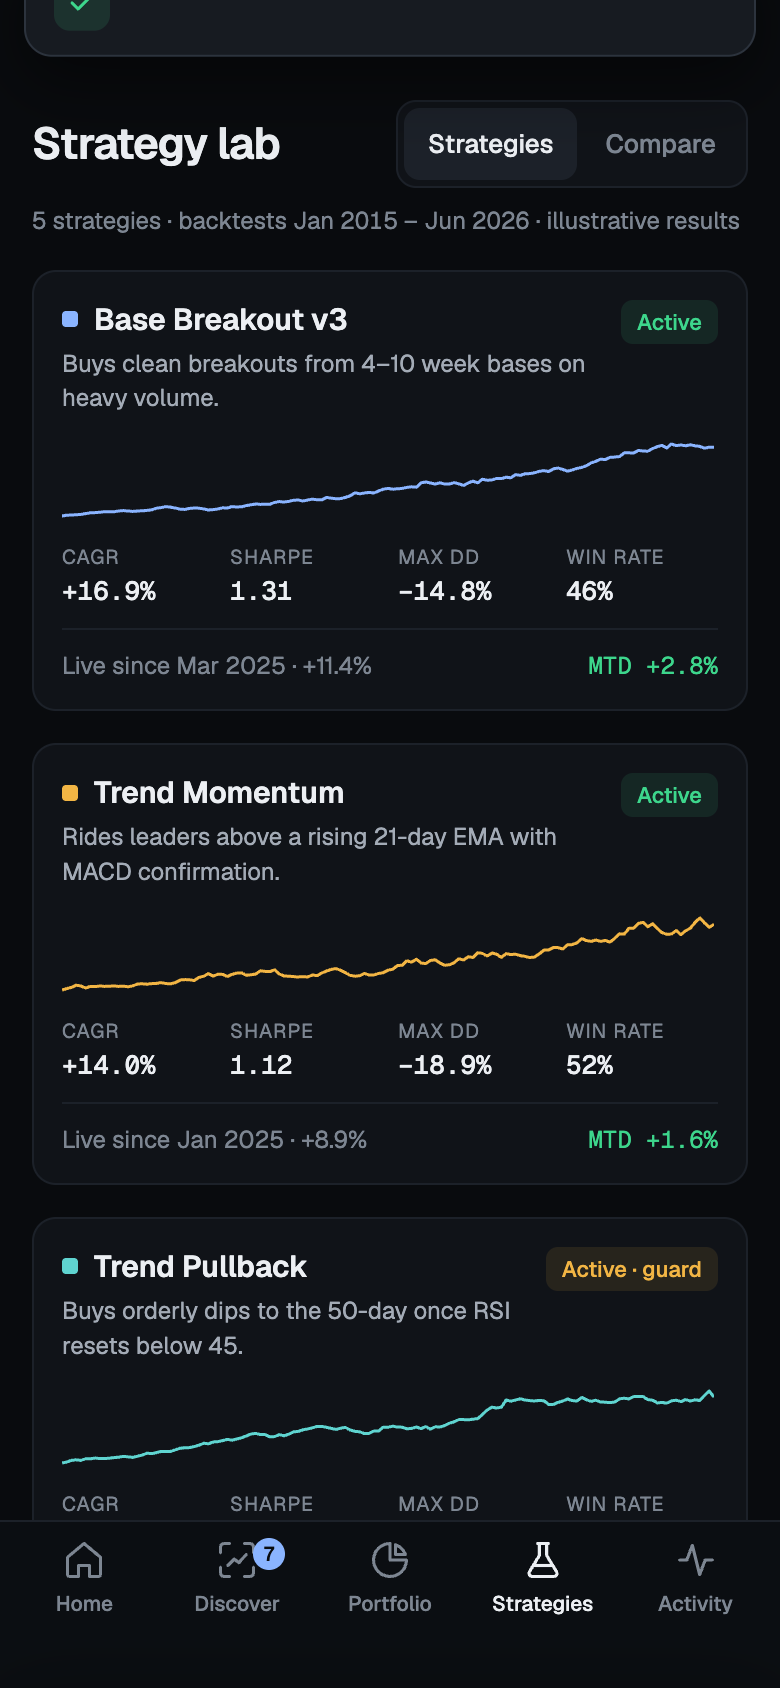 Strategy lab
Strategies
Compare
5 strategies · backtests Jan 2015 – Jun 2026 · illustrative results
Base Breakout v3
Active
Buys clean breakouts from 4–10 week bases on
heavy volume.
CAGR
SHARPE
MAX DD
WIN RATE
+16.9%
1.31
−14.8%
46%
Live since Mar 2025 · +11.4%
MTD +2.8%
Trend Momentum
Active
Rides leaders above a rising 21-day EMA with
MACD confirmation.
CAGR
SHARPE
MAX DD
WIN RATE
+14.0%
1.12
−18.9%
52%
Live since Jan 2025 · +8.9%
MTD +1.6%
Trend Pullback
Active · guard
Buys orderly dips to the 50-day once RSI
resets below 45.
CAGR
SHARPE
MAX DD
WIN RATE
7
Home
Discover
Portfolio
Strategies
Activity